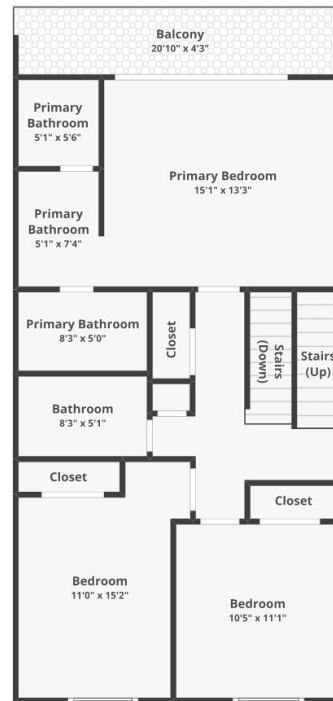 Balcony
20'10" x 4'3"
Primary
Bathroom
5'1" x 5'6"
Primary Bedroom
15'1" x 13'3"
Primary
Bathroom
5'1" x 7'4"
Primary Bathroom
8'3" x 5'0"
Closet
Stairs
(Down)
Stairs
(Up)
Bathroom
8'3" x 5'1"
Closet
Closet
Bedroom
11'0" x 15'2"
Bedroom
10'5" x 11'1"